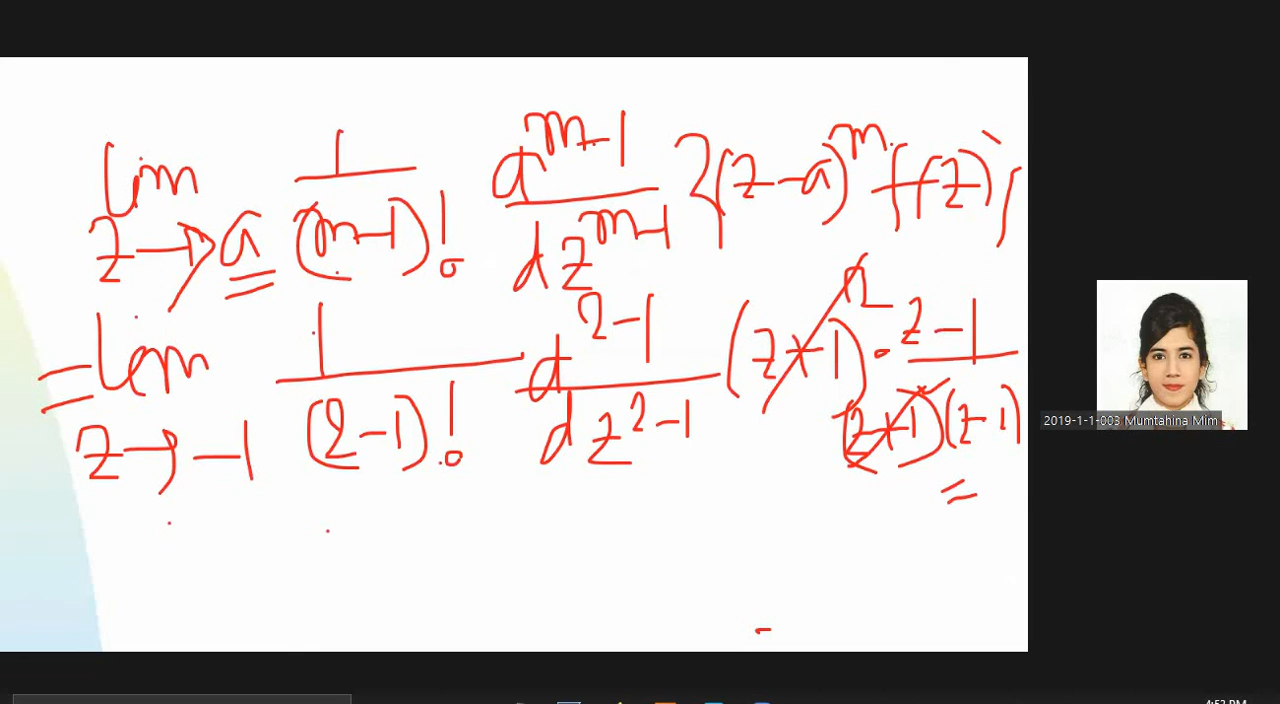 lim 1/(m-1)! d^m-1/dz^m-1 {(z-a)^m f(z)}
z→a
= lim 1/(2-1)! d^2-1/dz^2-1 (z+1)^2 . z-1/(z+1)(z-1)
z→ -1
2019-1-1-003 Mumtahina Mim